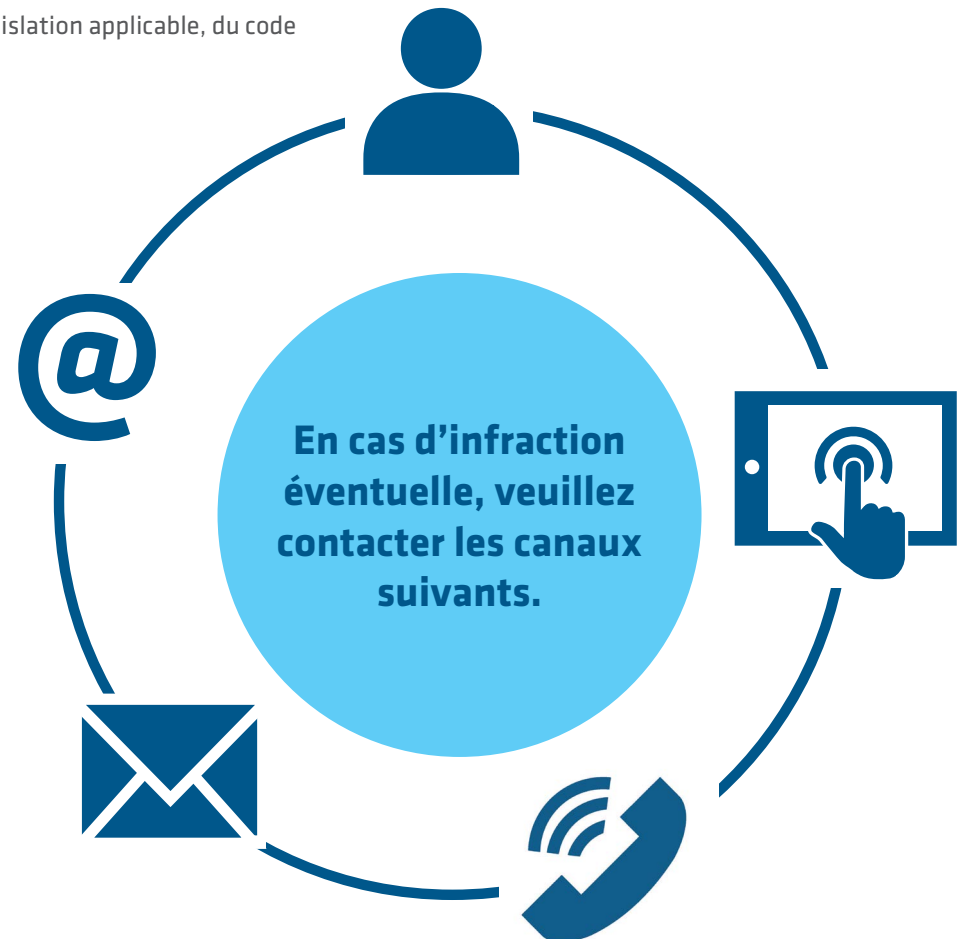 islation applicable, du code
@
En cas d’infraction
éventuelle, veuillez
contacter les canaux
suivants.